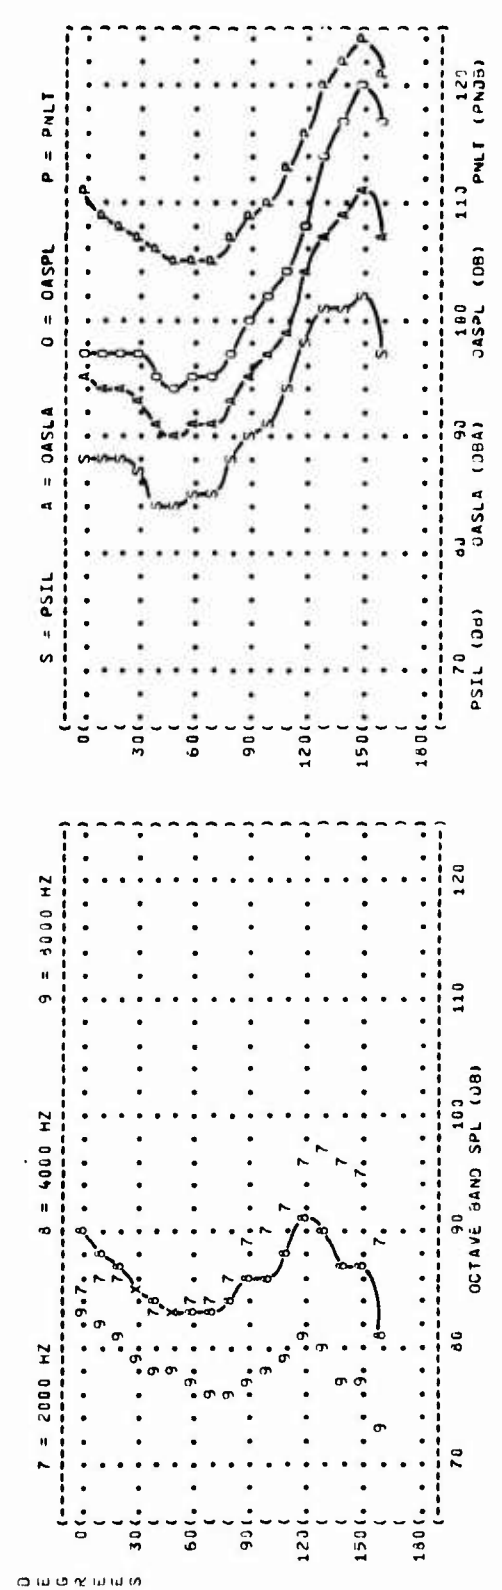 S = PSIL A = OASLA O = OASPL P = PNLT
0
30
60
90
120
150
180
70 80 90 100 110 120
PSIL (DB) OASLA (DBA) OASPL (DB) PNLT (PNDB)
7 = 2000 HZ 8 = 4000 HZ 9 = 8000 HZ
DEGREES
0
30
60
90
120
150
180
70 80 90 100 110 120
OCTAVE BAND SPL (DB)